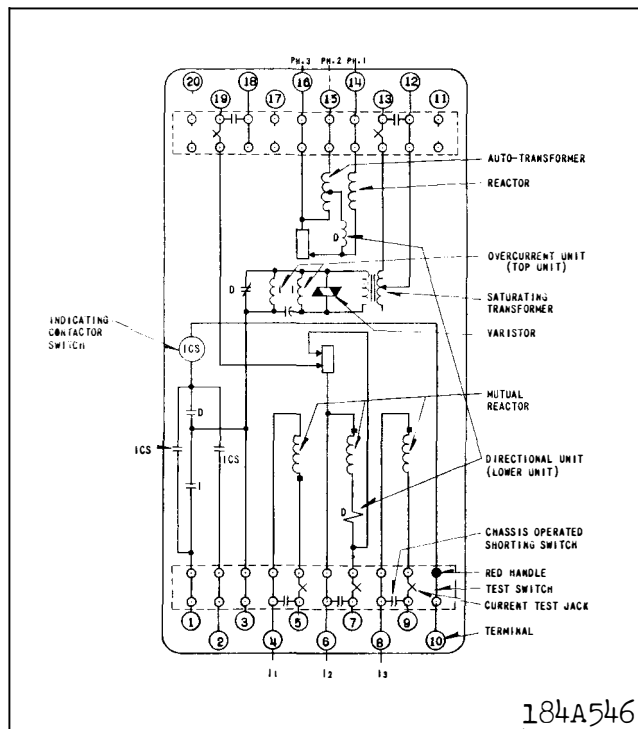 PH.3 PH.2 PH.1
20 19 18 17 16 15 14 13 12 11
AUTO-TRANSFORMER
REACTOR
D
OVERCURRENT UNIT
(TOP UNIT)
D I I
SATURATING
TRANSFORMER
VARISTOR
INDICATING
CONTACTOR
SWITCH
ICS
MUTUAL
REACTOR
D
ICS ICS
DIRECTIONAL UNIT
(LOWER UNIT)
I
D
CHASSIS OPERATED
SHORTING SWITCH
RED HANDLE
TEST SWITCH
CURRENT TEST JACK
TERMINAL
1 2 3 4 5 6 7 8 9 10
I1 I2 I3
184A546